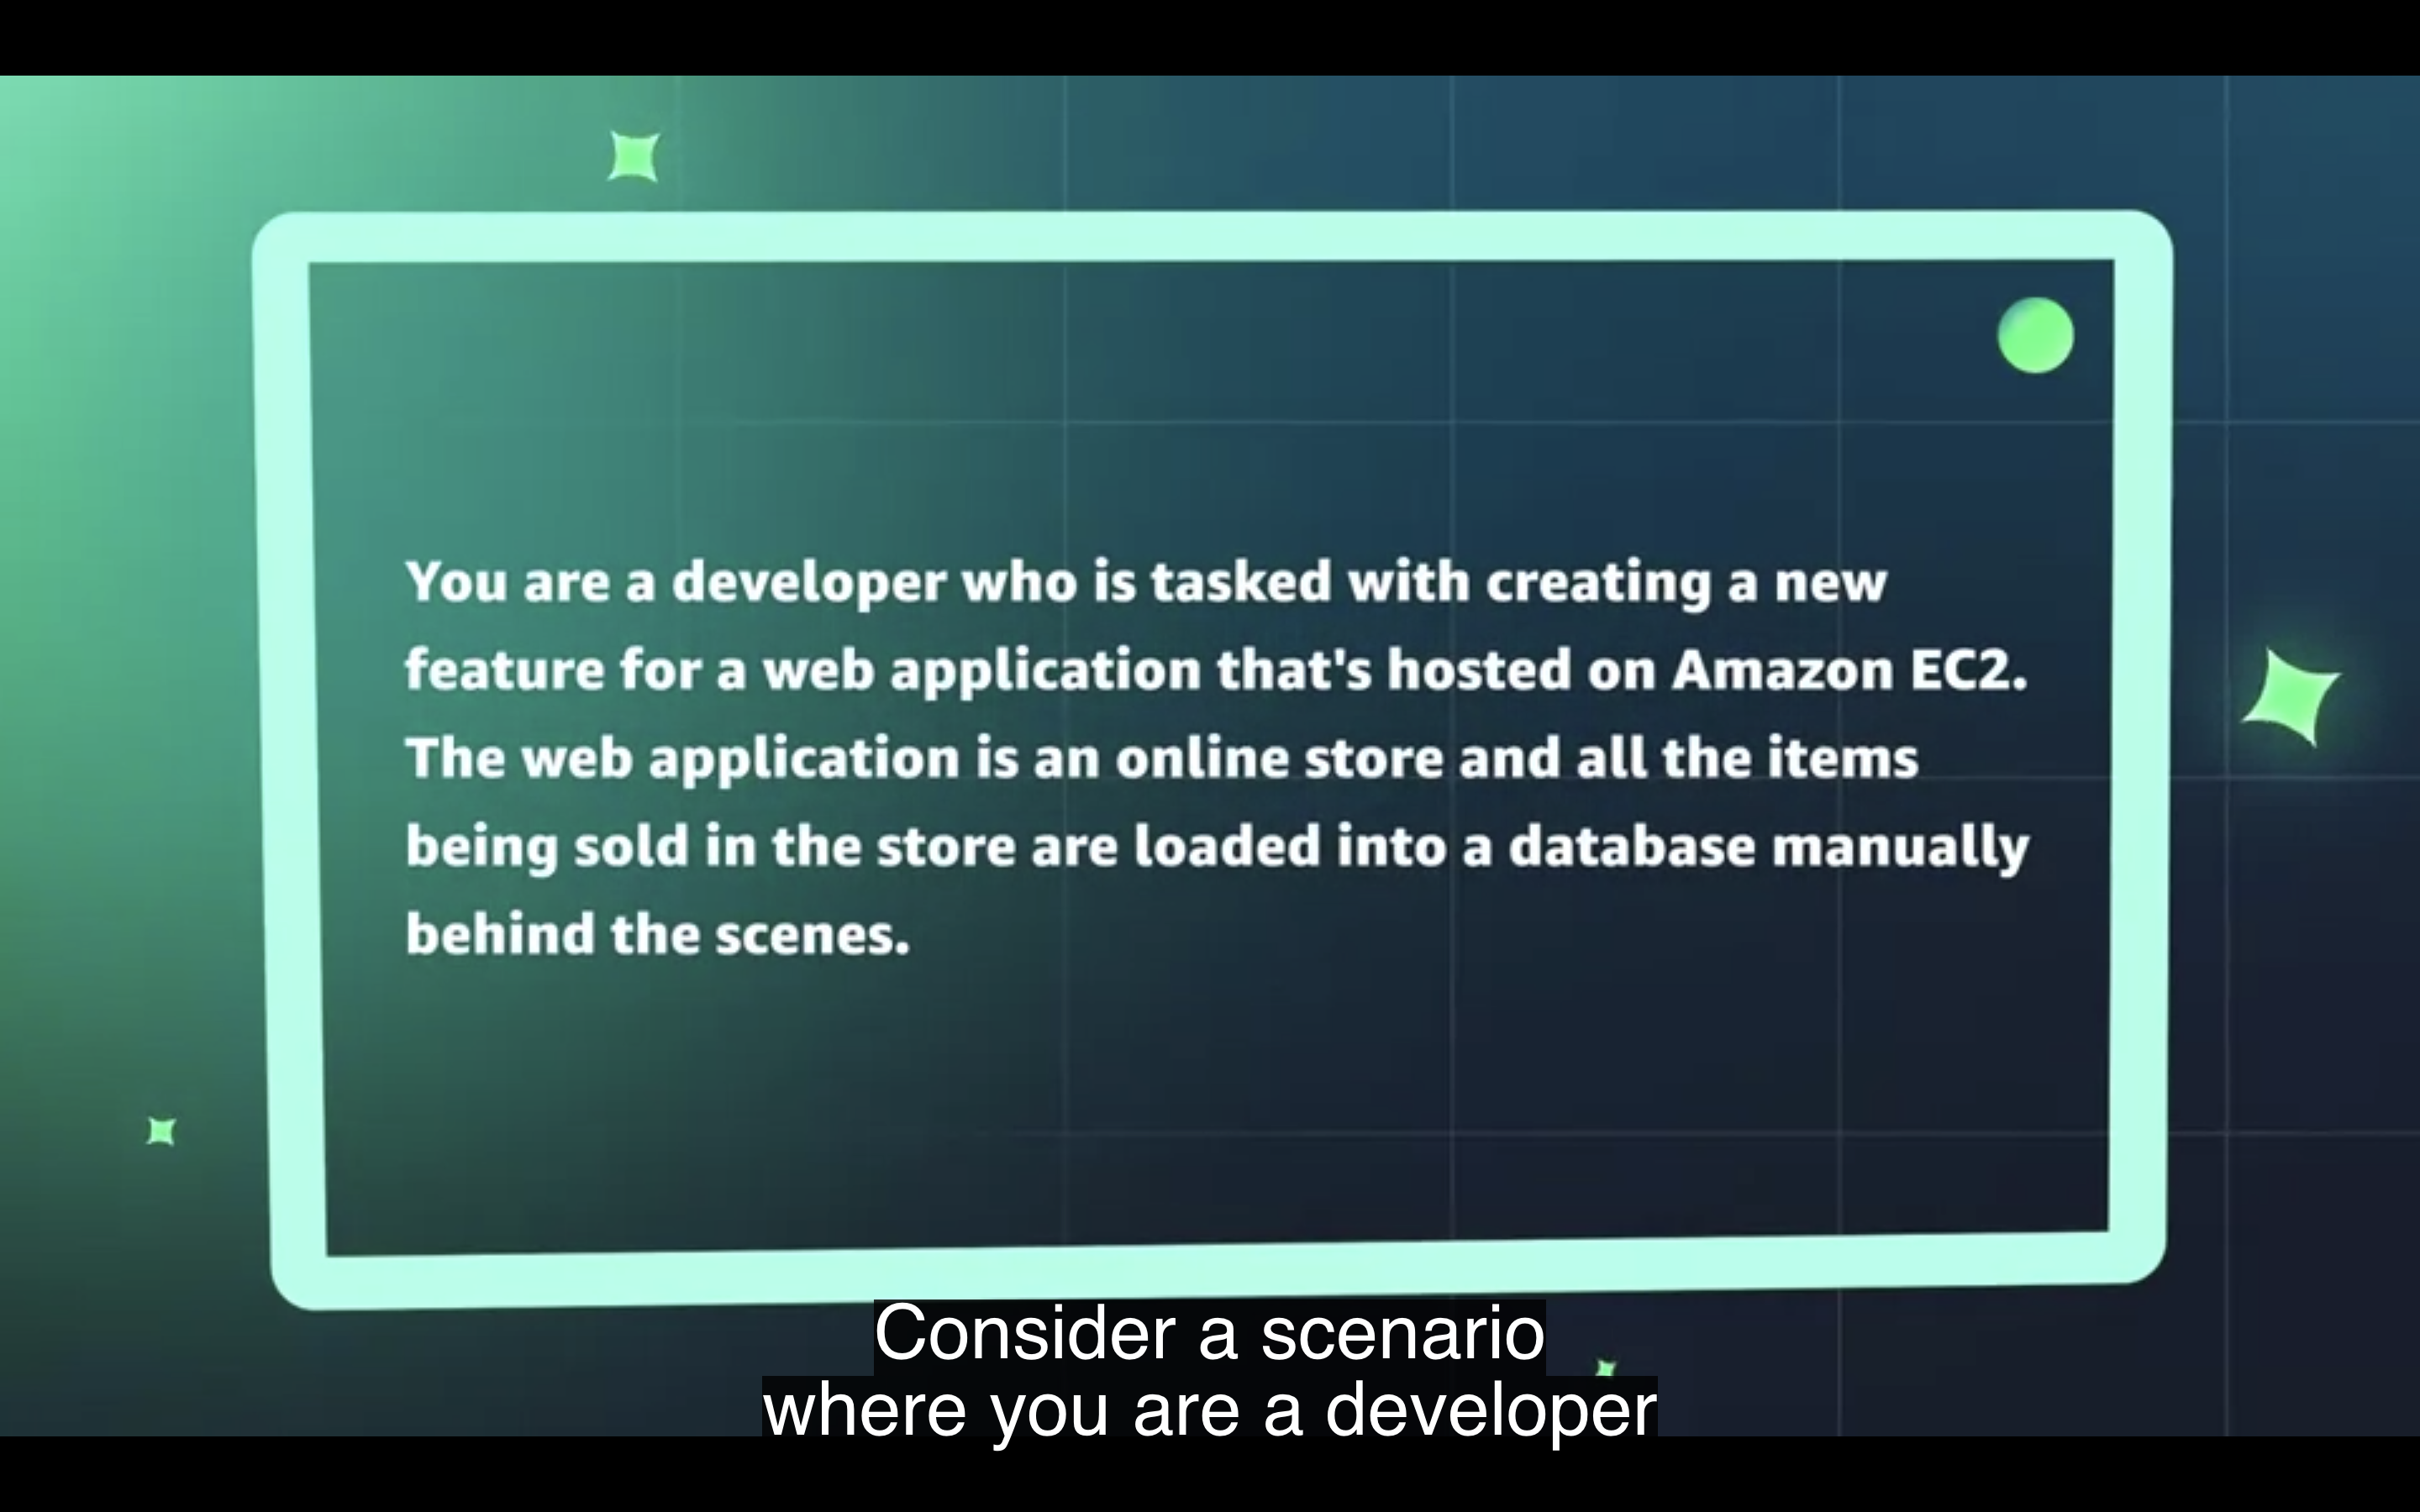 You are a developer who is tasked with creating a new
feature for a web application that's hosted on Amazon EC2.
The web application is an online store and all the items
being sold in the store are loaded into a database manually
behind the scenes.
Consider a scenario
where you are a developer